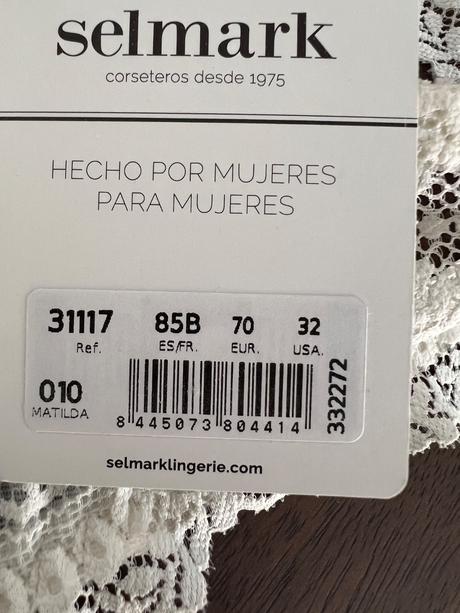 selmark
corseteros desde 1975
HECHO POR MUJERES
PARA MUJERES
31117 85B 70 32
Ref. ES/FR. EUR. USA.
010
MATILDA
8 445073 804414
332272
selmarklingerie.com